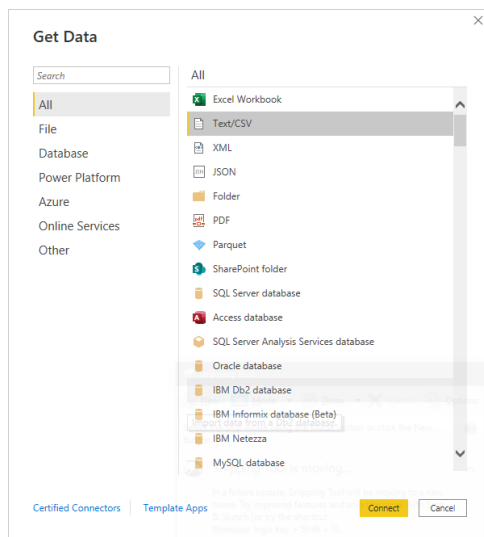 Get Data
Search
All
File
Database
Power Platform
Azure
Online Services
Other
All
Excel Workbook
Text/CSV
XML
JSON
Folder
PDF
Parquet
SharePoint folder
SQL Server database
Access database
SQL Server Analysis Services database
Oracle database
IBM Db2 database
IBM Informix database (Beta)
Import data from a Db2 database.
IBM Netezza
MySQL database
Certified Connectors
Template Apps
Connect
Cancel